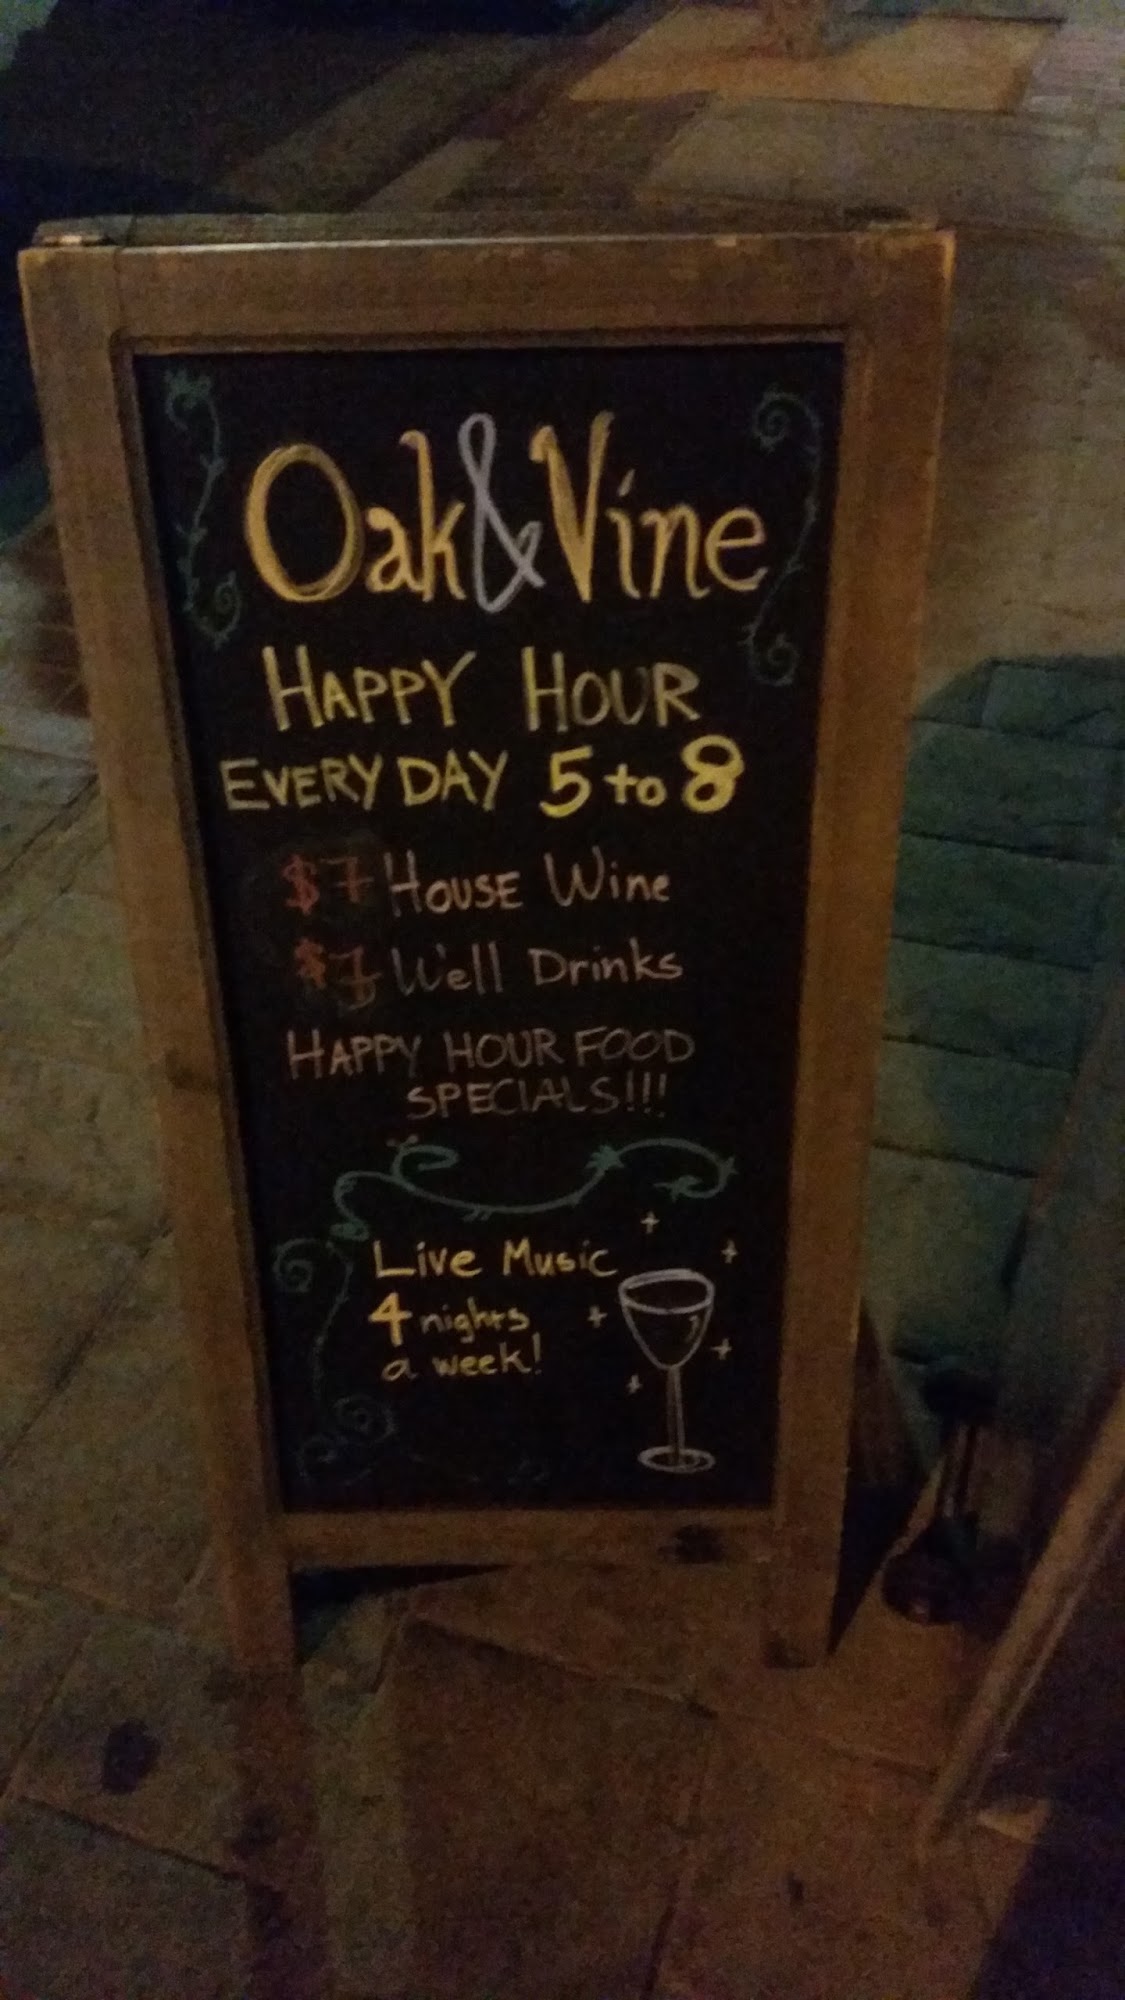 Oak & Vine
HAPPY HOUR
EVERY DAY 5 to 8
$7 HOUSE Wine
$7 Well Drinks
HAPPY HOUR FOOD
SPECIALS!!!
Live Music
4 nights
a week!